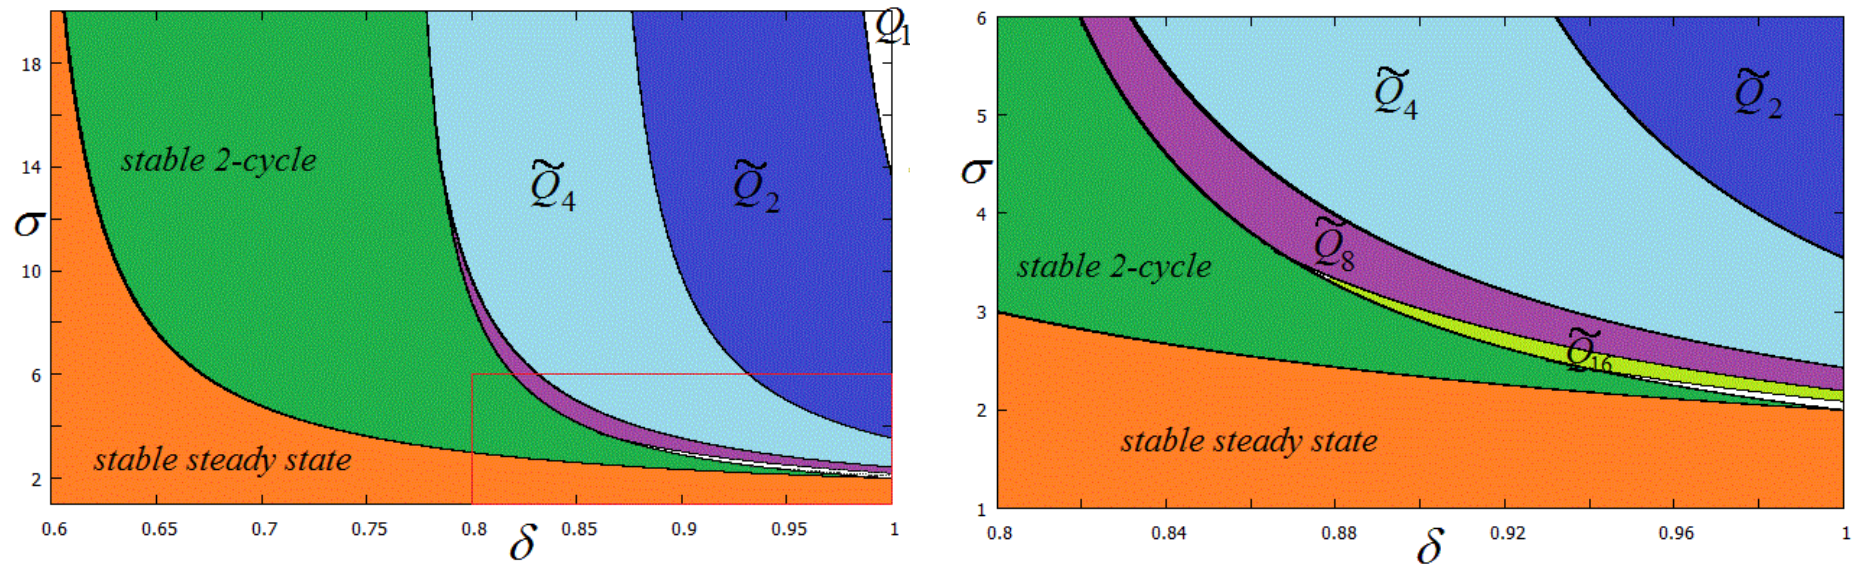 18
14
σ
10
6
2
stable 2-cycle
stable steady state
Q̃4
Q̃2
Q1
0.6 0.65 0.7 0.75 0.8 0.85 0.9 0.95 1
δ
6
5
σ
4
3
2
1
Q̃4
Q̃2
Q̃8
stable 2-cycle
Q̃16
stable steady state
0.8 0.84 0.88 0.92 0.96 1
δ